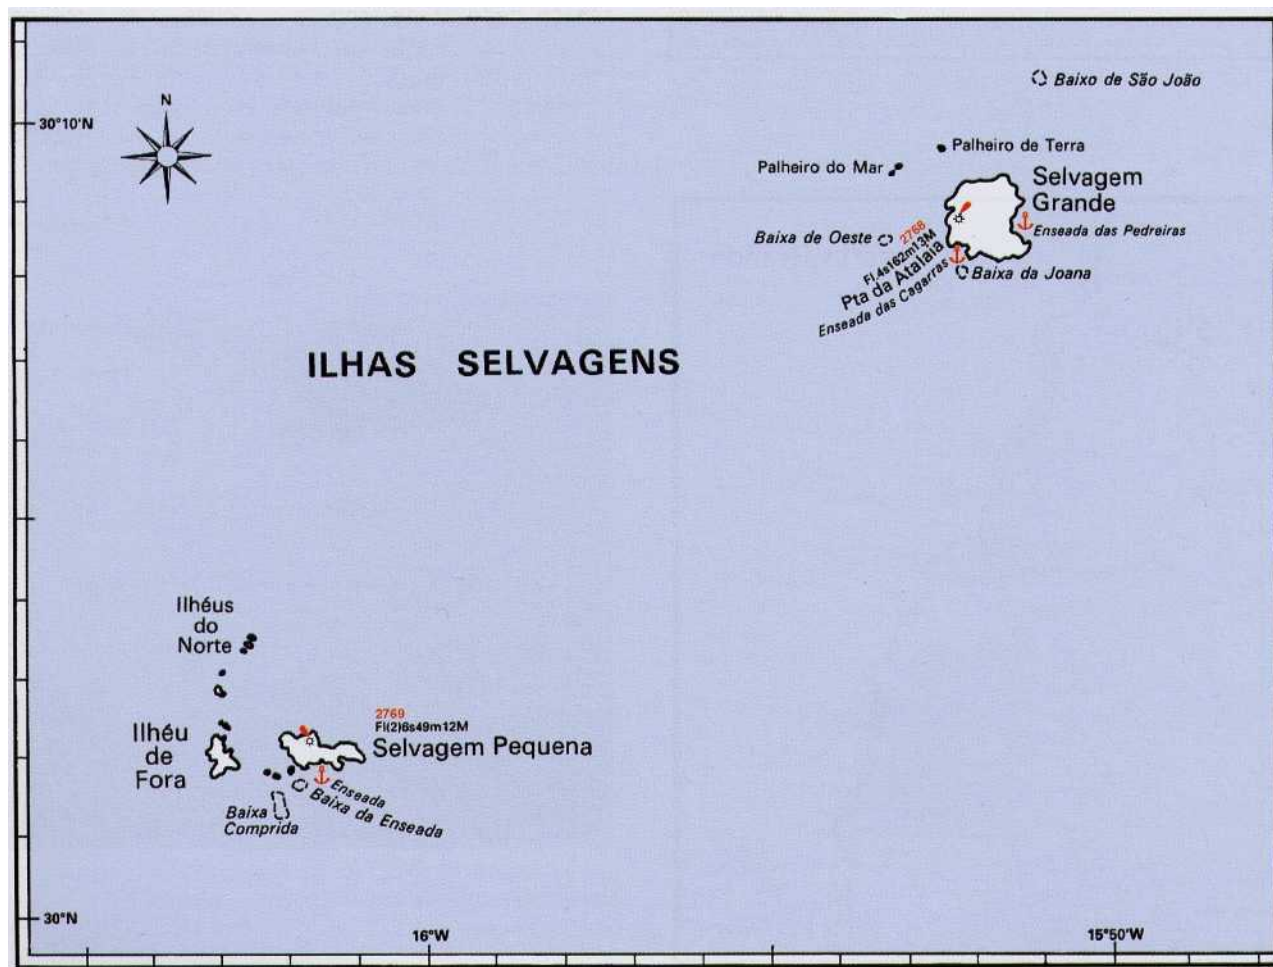 Baixo de São João
N
30°10'N
Palheiro de Terra
Palheiro do Mar
Selvagem
Grande
Enseada das Pedreiras
Baixa de Oeste
2768
Fl.4s162m13M
Pta da Atalaia
Enseada das Cagarras
Baixa da Joana
ILHAS SELVAGENS
Ilhéus
do
Norte
2769
Fl(2)6s49m12M
Selvagem Pequena
Ilhéu
de
Fora
Enseada
Baixa da Enseada
Baixa
Comprida
30°N
16°W
15°50'W